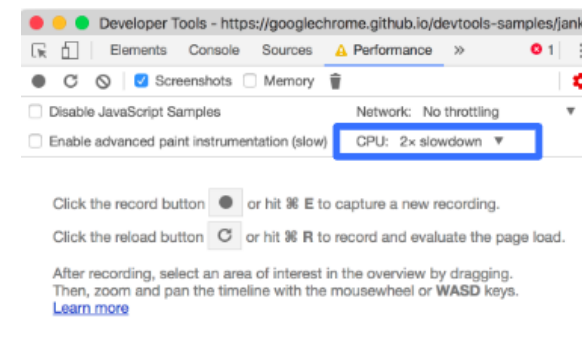 Developer Tools - https://googlechrome.github.io/devtools-samples/jank
Elements Console Sources Performance » 1
Screenshots Memory
Disable JavaScript Samples Network: No throttling ▼
Enable advanced paint instrumentation (slow) CPU: 2× slowdown ▼
Click the record button or hit ⌘ E to capture a new recording.
Click the reload button or hit ⌘ R to record and evaluate the page load.
After recording, select an area of interest in the overview by dragging.
Then, zoom and pan the timeline with the mousewheel or WASD keys.
Learn more